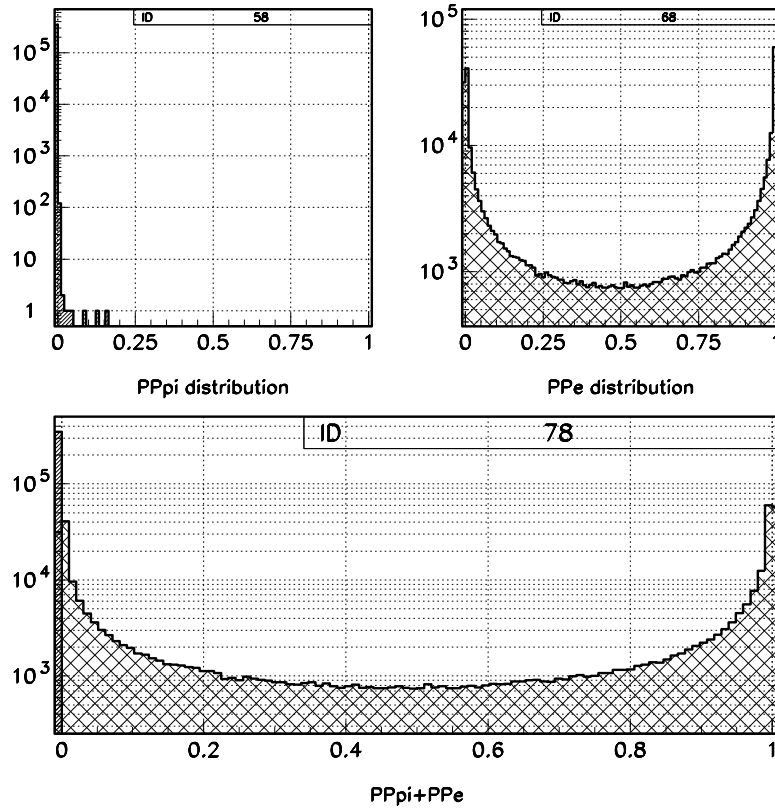 ID 58
10^5
10^4
10^3
10^2
10
1
0 0.25 0.5 0.75 1
PPpi distribution
ID 68
10^5
10^4
10^3
0 0.25 0.5 0.75 1
PPe distribution
ID 78
10^5
10^4
10^3
0 0.2 0.4 0.6 0.8 1
PPpi+PPe